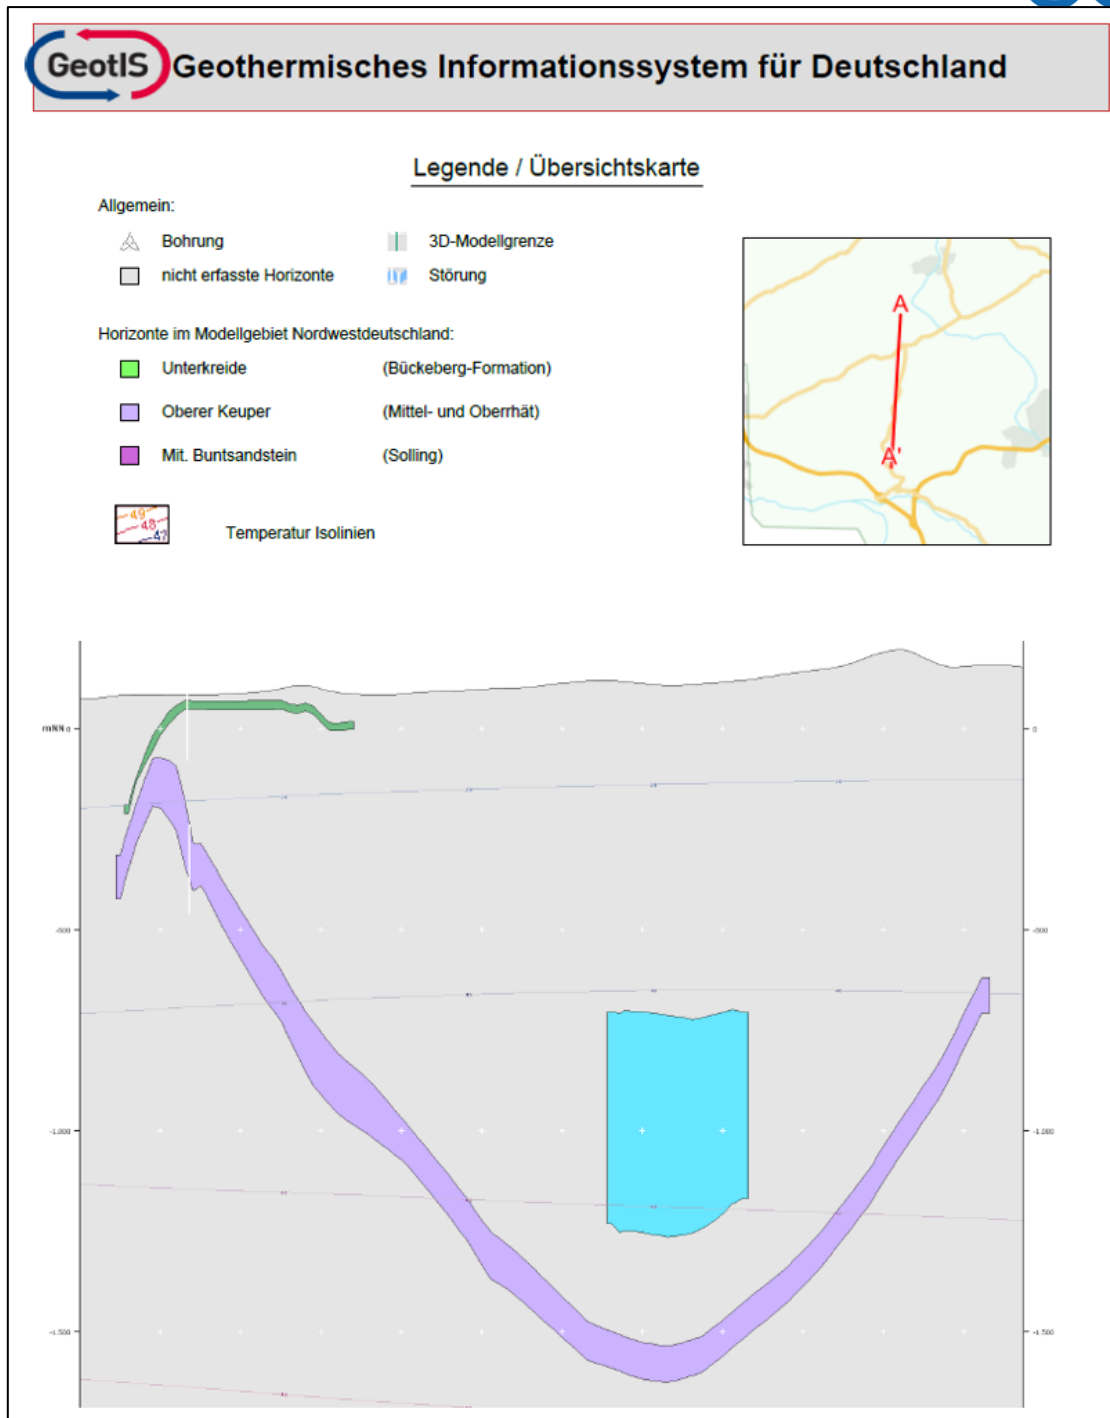 GeotIS Geothermisches Informationssystem für Deutschland
Legende / Übersichtskarte
Allgemein:
Bohrung
3D-Modellgrenze
nicht erfasste Horizonte
Störung
Horizonte im Modellgebiet Nordwestdeutschland:
Unterkreide (Bückeberg-Formation)
Oberer Keuper (Mittel- und Oberrhät)
Mit. Buntsandstein (Solling)
49
48
47
Temperatur Isolinien
A
A'
mNN 0
0
-500
-500
-1.000
-1.000
-1.500
-1.500